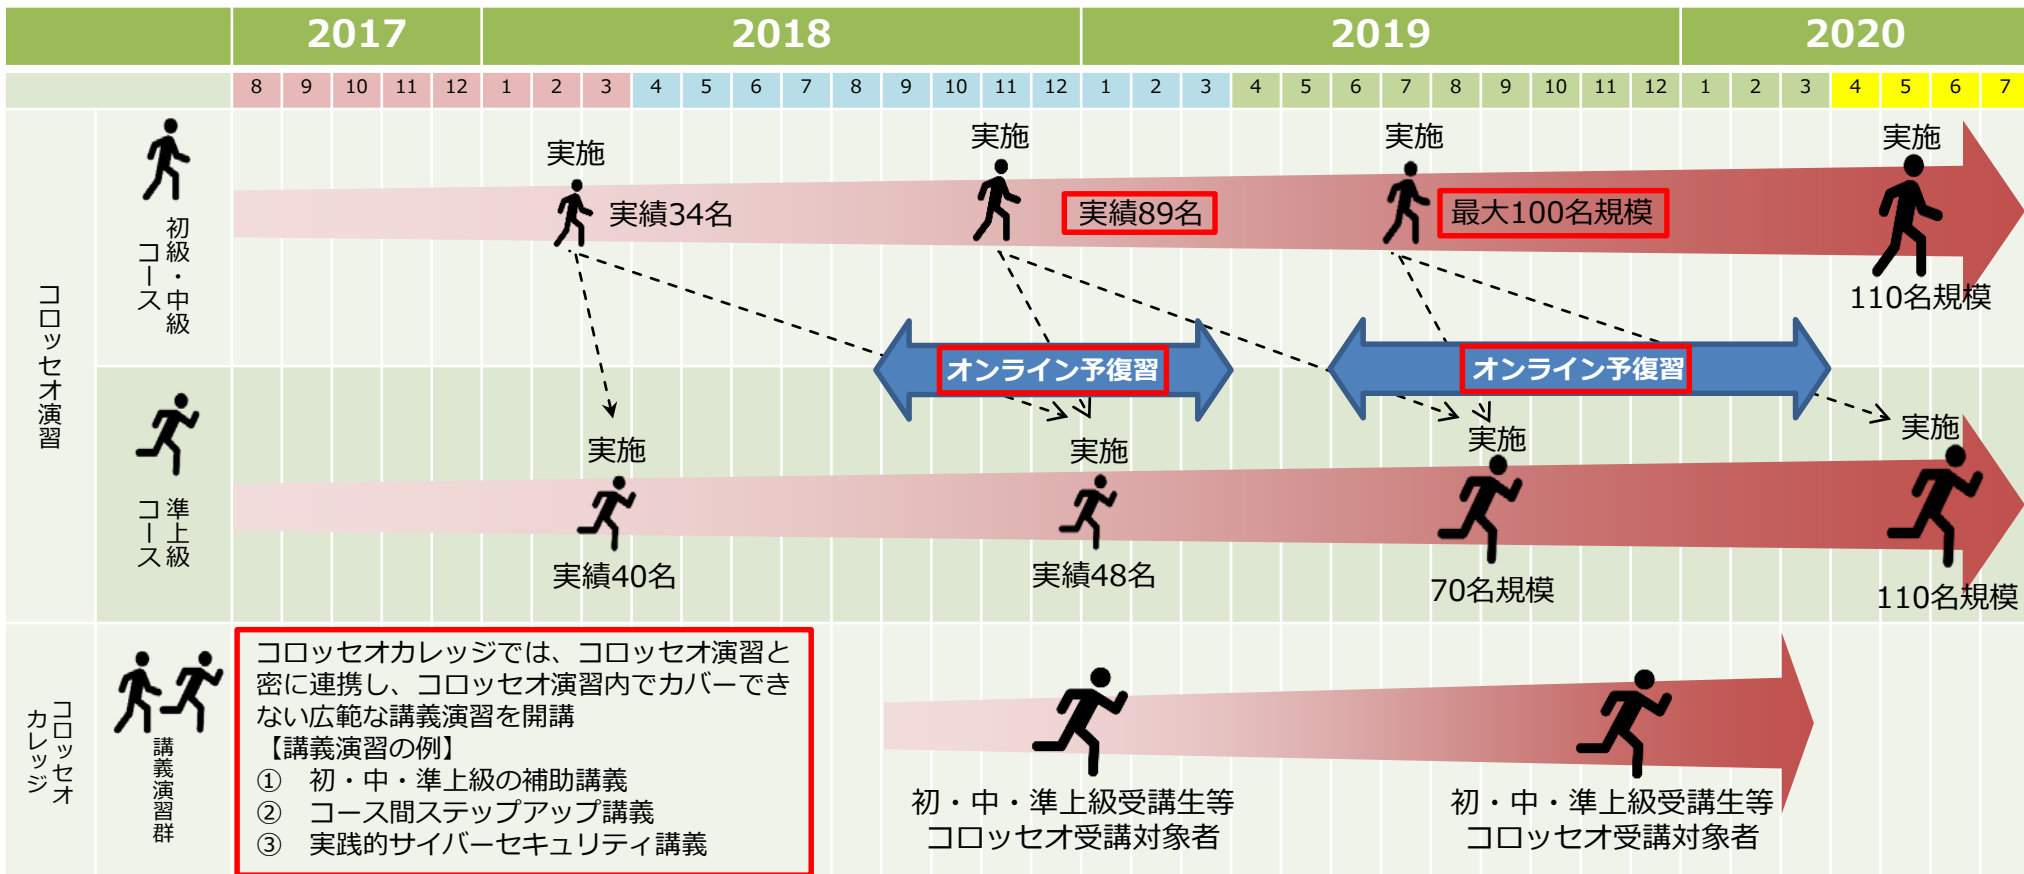 2017 2018 2019 2020
8 9 10 11 12 1 2 3 4 5 6 7 8 9 10 11 12 1 2 3 4 5 6 7 8 9 10 11 12 1 2 3 4 5 6 7
コロッセオ演習
初級・中級
コース
実施
実績34名
実施
実績89名
実施
最大100名規模
実施
110名規模
オンライン予復習
オンライン予復習
準上級
コース
実施
実績40名
実施
実績48名
実施
70名規模
実施
110名規模
コロッセオ
カレッジ
講義演習群
コロッセオカレッジでは、コロッセオ演習と
密に連携し、コロッセオ演習内でカバーでき
ない広範な講義演習を開講
【講義演習の例】
① 初・中・準上級の補助講義
② コース間ステップアップ講義
③ 実践的サイバーセキュリティ講義
初・中・準上級受講生等
コロッセオ受講対象者
初・中・準上級受講生等
コロッセオ受講対象者